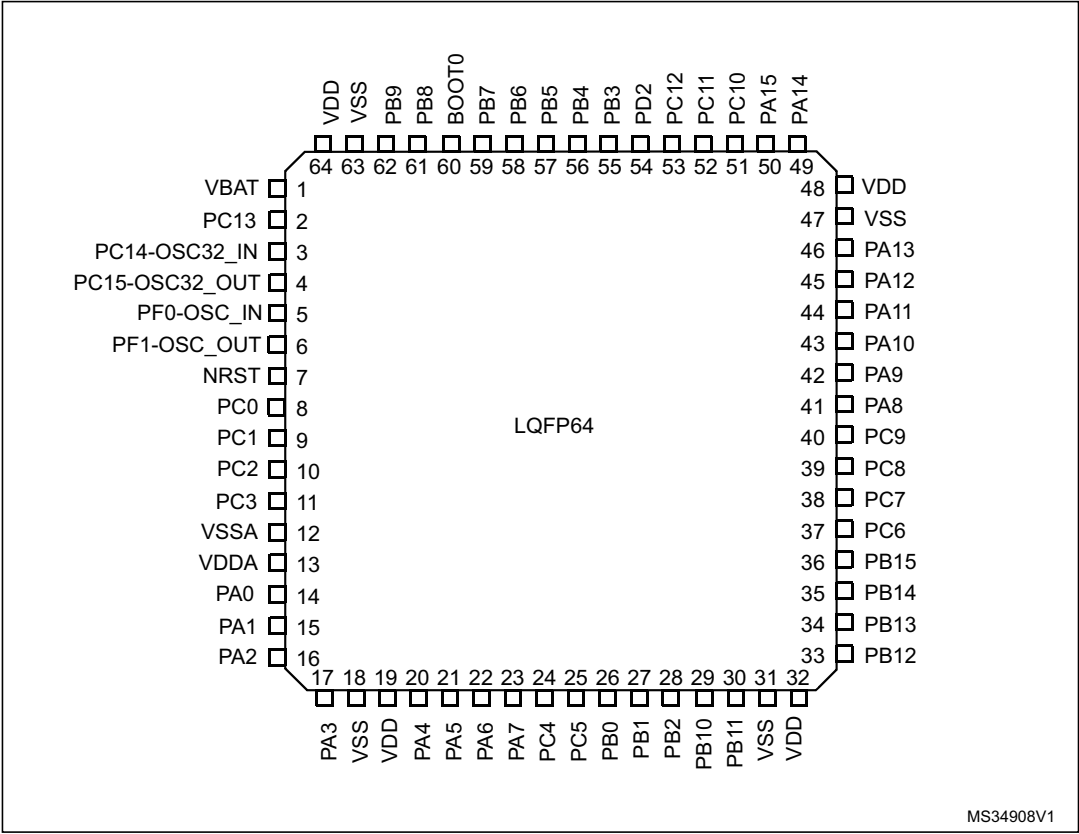 VDD VSS PB9 PB8 BOOT0 PB7 PB6 PB5 PB4 PB3 PD2 PC12 PC11 PC10 PA15 PA14
64 63 62 61 60 59 58 57 56 55 54 53 52 51 50 49
VBAT 1 48 VDD
PC13 2 47 VSS
PC14-OSC32_IN 3 46 PA13
PC15-OSC32_OUT 4 45 PA12
PF0-OSC_IN 5 44 PA11
PF1-OSC_OUT 6 43 PA10
NRST 7 42 PA9
PC0 8 41 PA8
LQFP64
PC1 9 40 PC9
PC2 10 39 PC8
PC3 11 38 PC7
VSSA 12 37 PC6
VDDA 13 36 PB15
PA0 14 35 PB14
PA1 15 34 PB13
PA2 16 33 PB12
17 18 19 20 21 22 23 24 25 26 27 28 29 30 31 32
PA3 VSS VDD PA4 PA5 PA6 PA7 PC4 PC5 PB0 PB1 PB2 PB10 PB11 VSS VDD
MS34908V1